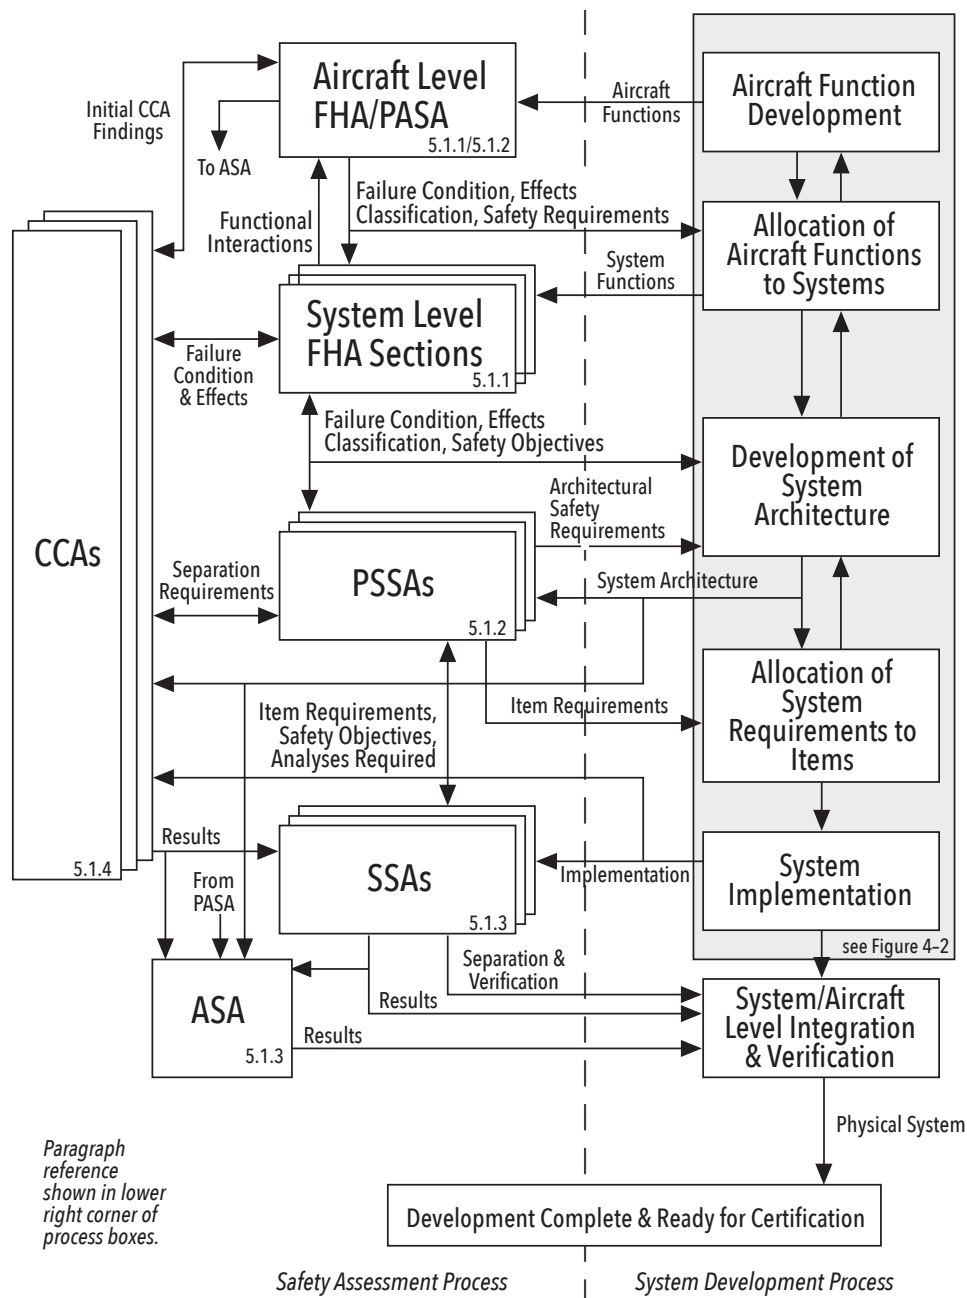 Aircraft Level
FHA/PASA
5.1.1/5.1.2
Aircraft
Functions
Aircraft Function
Development
Initial CCA
Findings
To ASA
Functional
Interactions
Failure Condition, Effects
Classification, Safety Requirements
Allocation of
Aircraft Functions
to Systems
System
Functions
System Level
FHA Sections
5.1.1
Failure
Condition
& Effects
Failure Condition, Effects
Classification, Safety Objectives
Development of
System
Architecture
Architectural
Safety
Requirements
CCAs
5.1.4
Separation
Requirements
PSSAs
5.1.2
System Architecture
Allocation of
System
Requirements to
Items
Item Requirements
Item Requirements,
Safety Objectives,
Analyses Required
Results
From
PASA
SSAs
5.1.3
Implementation
System
Implementation
see Figure 4–2
Separation &
Verification
Results
ASA
5.1.3
Results
System/Aircraft
Level Integration
& Verification
Physical System
Paragraph
reference
shown in lower
right corner of
process boxes.
Development Complete & Ready for Certification
Safety Assessment Process
System Development Process